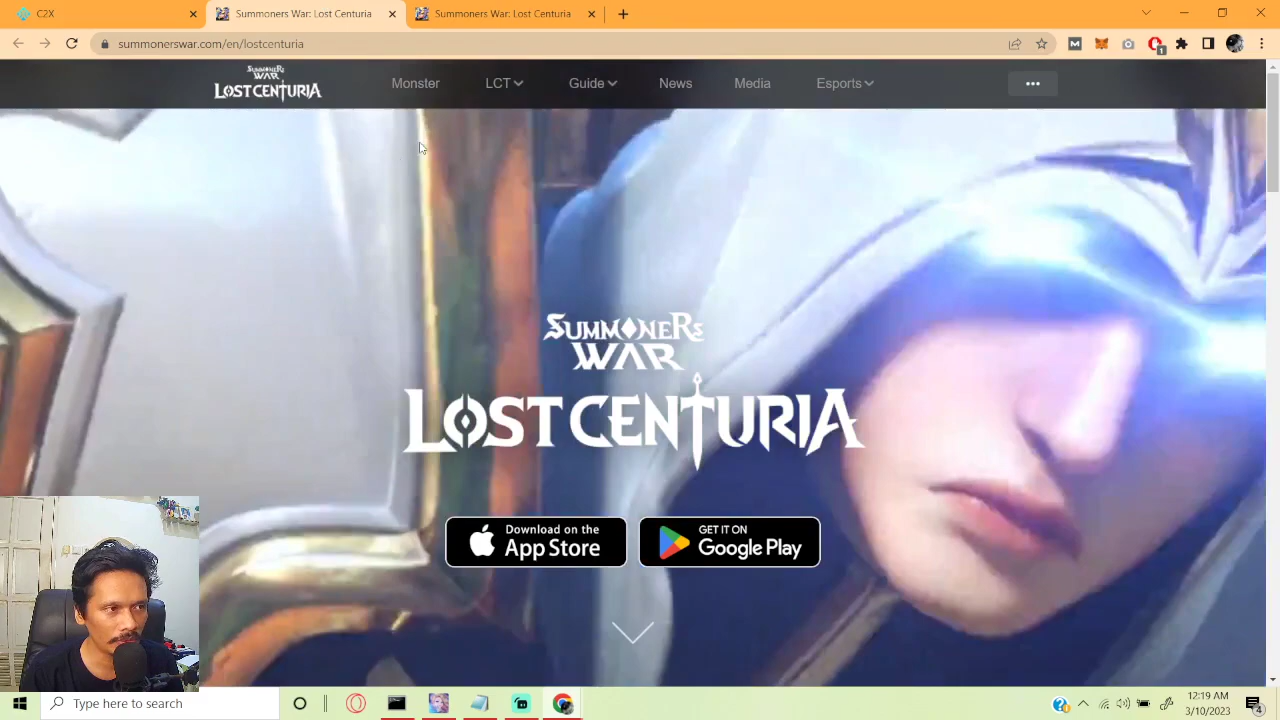 C2X
Summoners War: Lost Centuria
Summoners War: Lost Centuria
summonerswar.com/en/lostcenturia
1
SUMMONERS
WAR
LOST CENTURIA
Monster
LCT
Guide
News
Media
Esports
SUMMONERS
WAR
LOST CENTURIA
Download on the
App Store
GET IT ON
Google Play
Type here to search
12:19 AM
3/10/2023
4